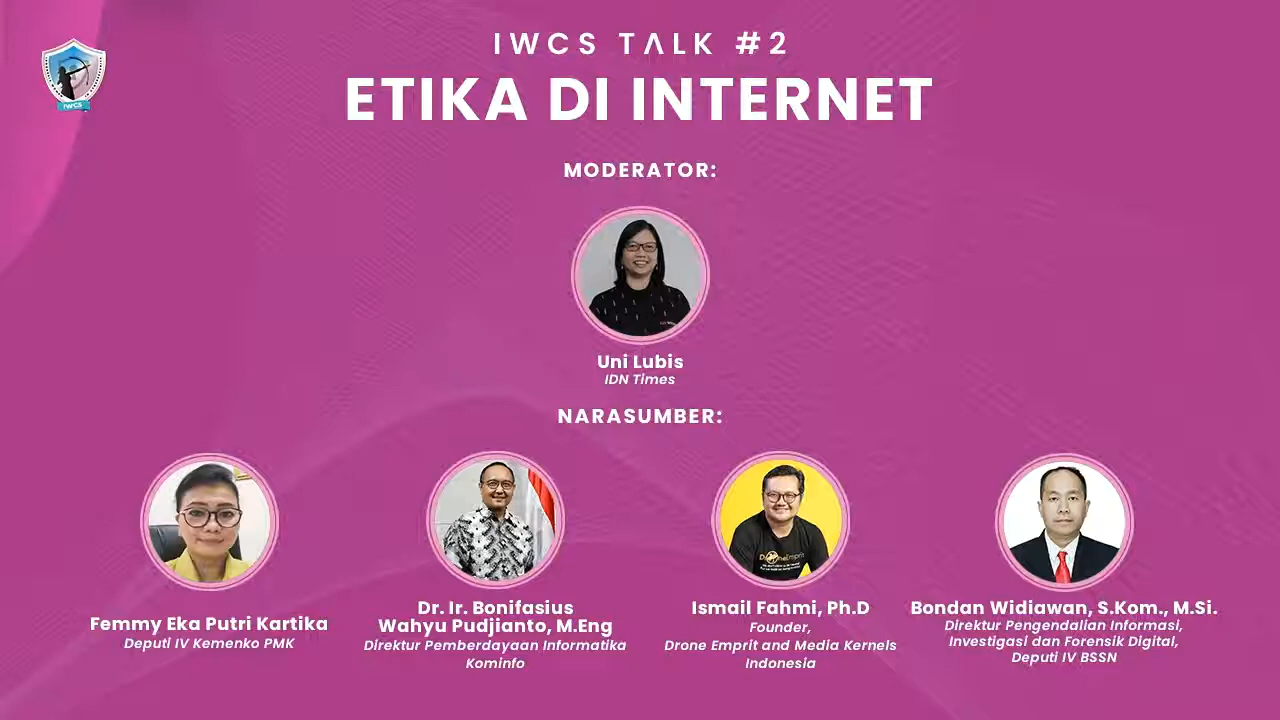 IWCS
IWCS TALK #2
ETIKA DI INTERNET
MODERATOR:
Uni Lubis
IDN Times
NARASUMBER:
Femmy Eka Putri Kartika
Deputi IV Kemenko PMK
Dr. Ir. Bonifasius
Wahyu Pudjianto, M.Eng
Direktur Pemberdayaan Informatika
Kominfo
DroneEmprit
Ismail Fahmi, Ph.D
Founder,
Drone Emprit and Media Kernels
Indonesia
Bondan Widiawan, S.Kom., M.Si.
Direktur Pengendalian Informasi,
Investigasi dan Forensik Digital,
Deputi IV BSSN